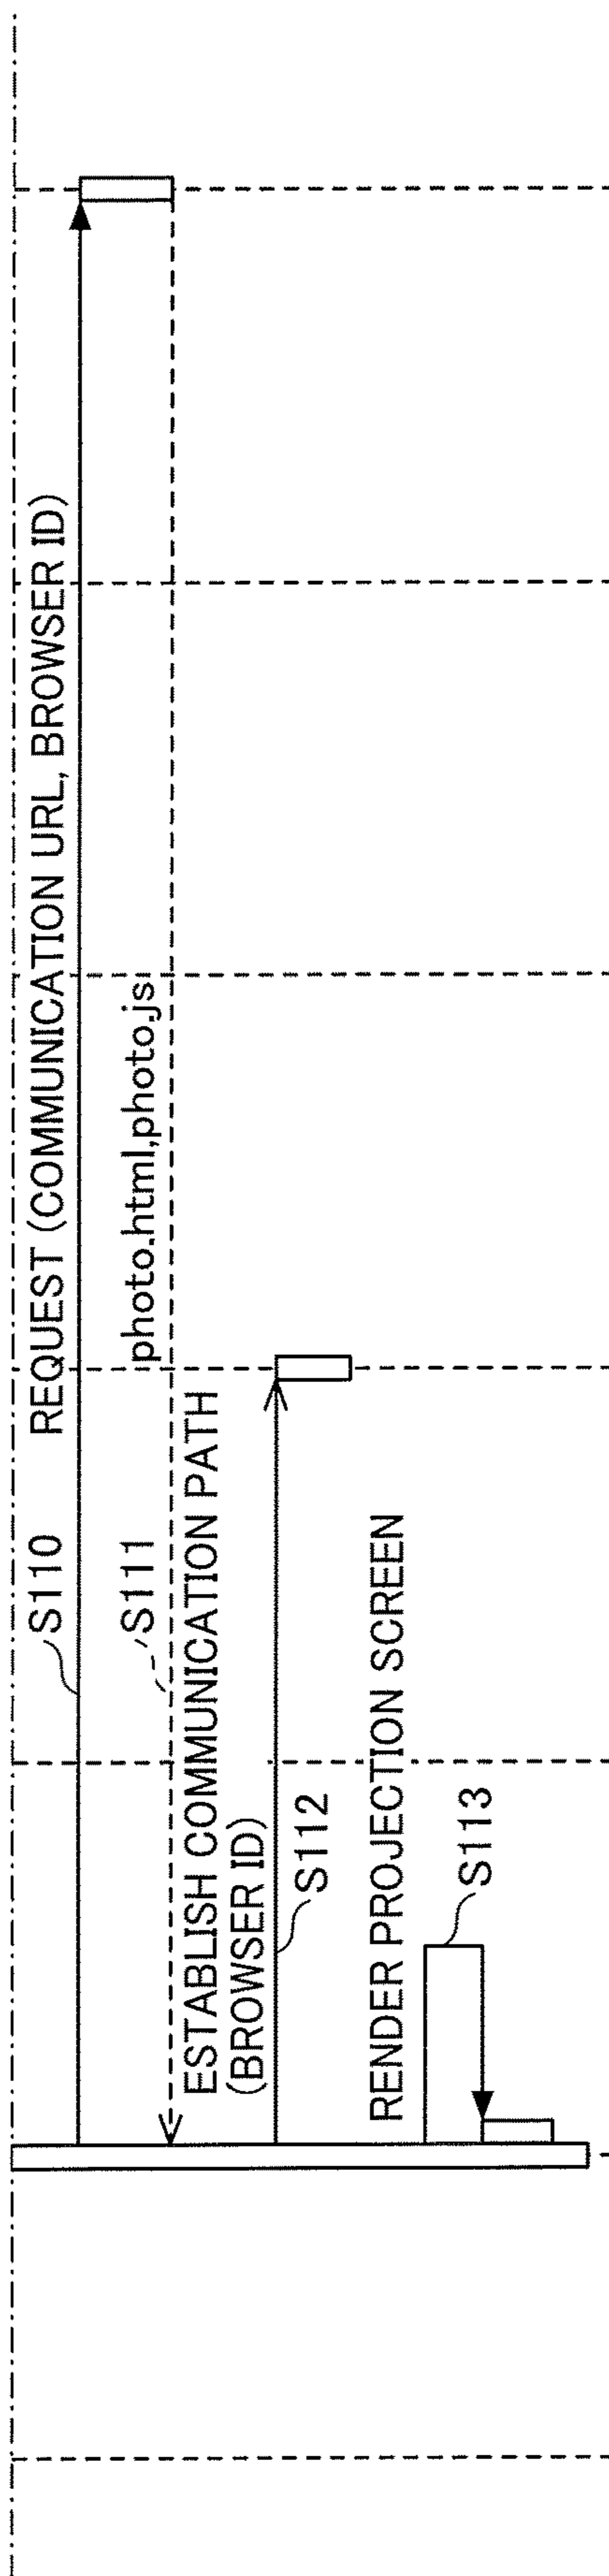 REQUEST (COMMUNICATION URL, BROWSER ID)
S110
photo.html,photo.js
S111
ESTABLISH COMMUNICATION PATH
(BROWSER ID)
S112
RENDER PROJECTION SCREEN
S113